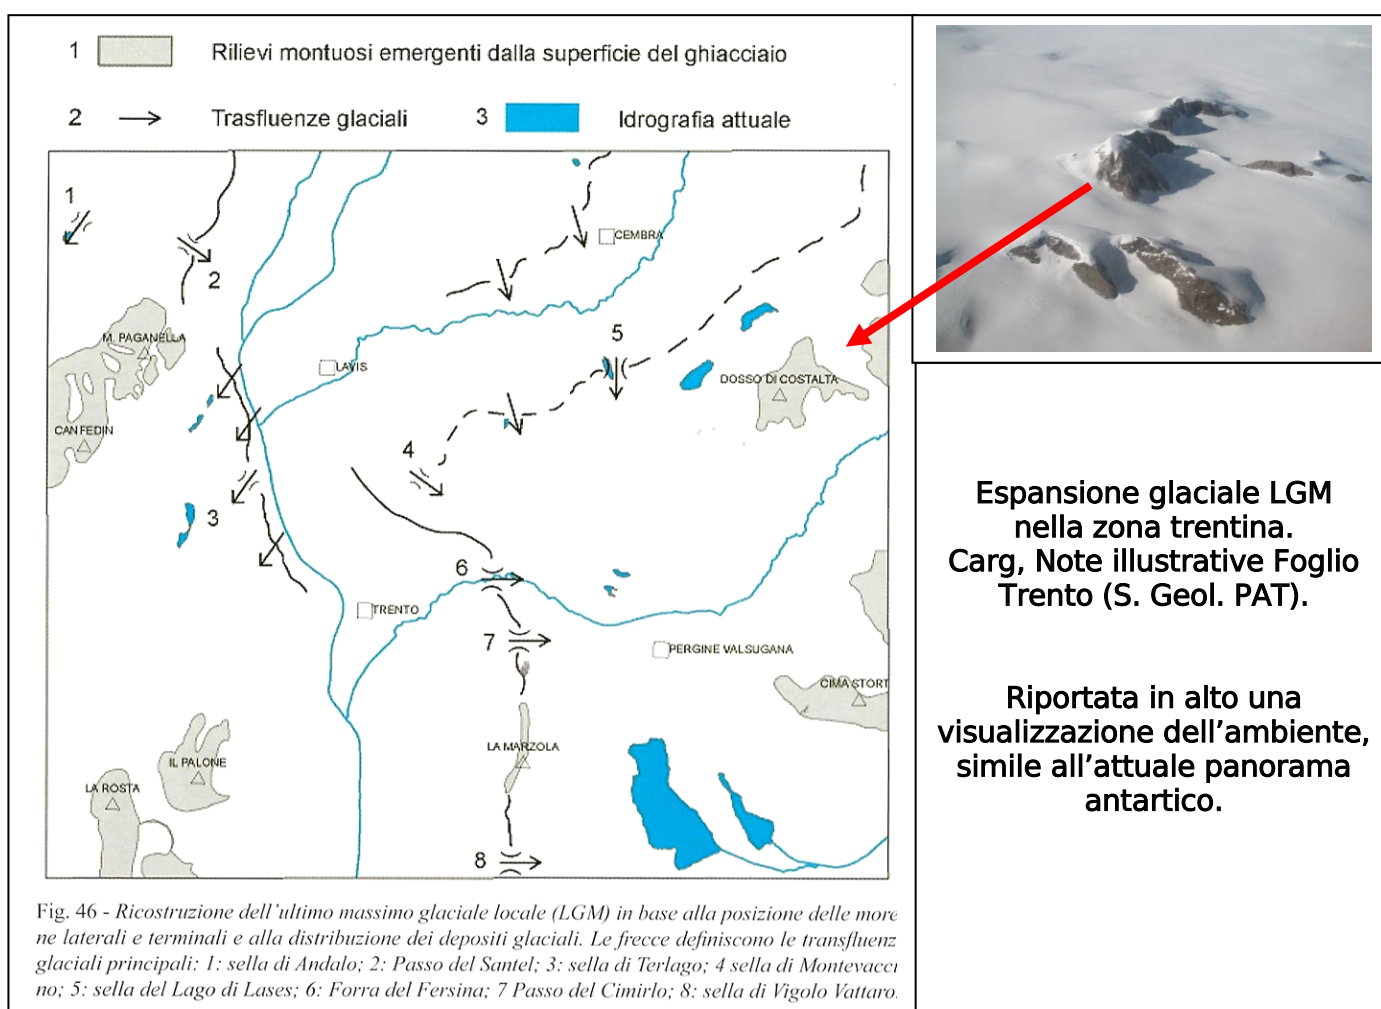 1 Rilievi montuosi emergenti dalla superficie del ghiacciaio
2 Trasfluenze glaciali 3 Idrografia attuale
1
2
CEMBRA
M. PAGANELLA
5
LAVIS
DOSSO DI COSTALTA
CANFEDIN
4
3
6
TRENTO
7
PERGINE VALSUGANA
CIMA STORT
LA MARZOLA
IL PALONE
LA ROSTA
8
Fig. 46 - Ricostruzione dell'ultimo massimo glaciale locale (LGM) in base alla posizione delle more
ne laterali e terminali e alla distribuzione dei depositi glaciali. Le frecce definiscono le transfluenz
glaciali principali: 1: sella di Andalo; 2: Passo del Santel; 3: sella di Terlago; 4 sella di Montevacci
no; 5: sella del Lago di Lases; 6: Forra del Fersina; 7 Passo del Cimirlo; 8: sella di Vigolo Vattaro.
Espansione glaciale LGM
nella zona trentina.
Carg, Note illustrative Foglio
Trento (S. Geol. PAT).
Riportata in alto una
visualizzazione dell'ambiente,
simile all'attuale panorama
antartico.